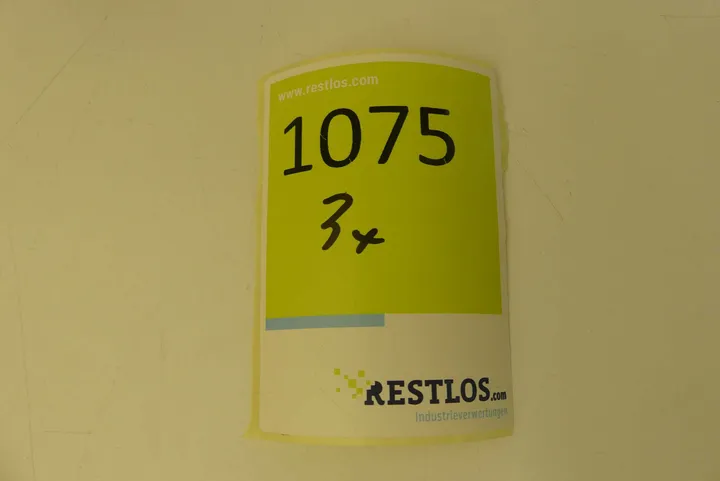 www.restlos.com
1075
3x
RESTLOS.com
Industrieverwertungen